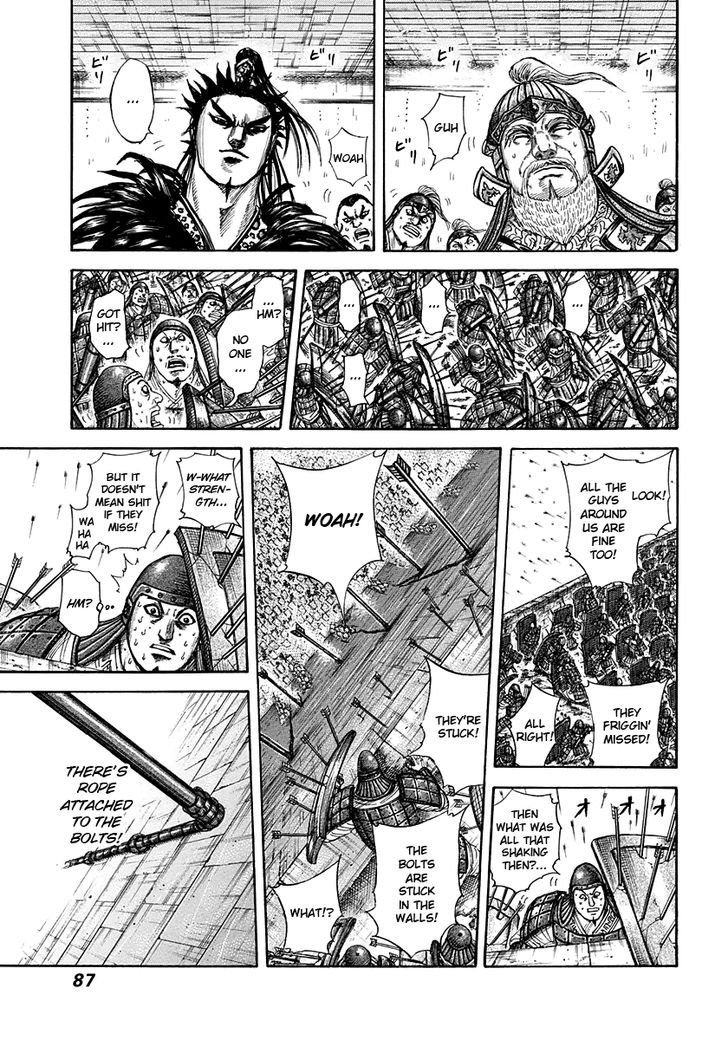 ビリ
ビリ
GUH
ビリ
ビリ
...
WOAH
...
...
...
HM?
...
NO
ONE
...
GOT
HIT?
...
LOOK!
ALL THE
GUYS
AROUND
US ARE
FINE
TOO!
THEY
FRIGGIN'
MISSED!
ALL
RIGHT!
オオ
THEN
WHAT WAS
ALL THAT
SHAKING
THEN?...
WOAH!
THEY'RE
STUCK!
THE
BOLTS
ARE
STUCK
IN THE
WALLS!
WHAT!?
W-WHAT
STREN-
GTH...
BUT IT
DOESN'T
MEAN SHIT
IF THEY
MISS!
WA
HA
HA
HM?
THERE'S
ROPE
ATTACHED
TO THE
BOLTS!
87